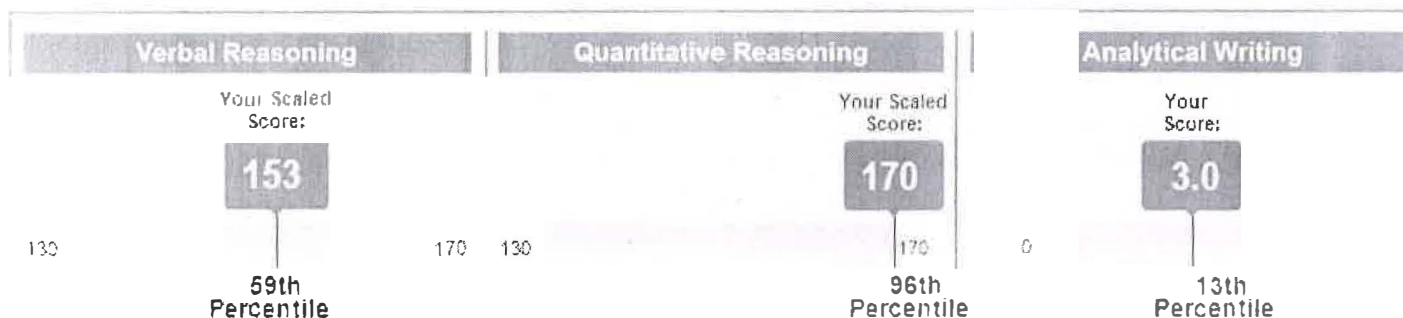 Verbal Reasoning
Your Scaled
Score:
153
130
170
59th
Percentile
Quantitative Reasoning
Your Scaled
Score:
170
130
170
96th
Percentile
Analytical Writing
Your
Score:
3.0
0
13th
Percentile